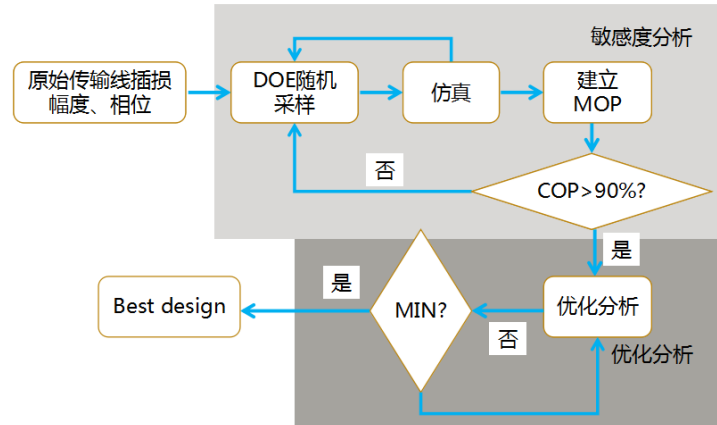 敏感度分析
原始传输线插损
幅度、相位
DOE随机
采样
仿真
建立
MOP
否
COP>90%?
是
是
Best design
MIN?
否
优化分析
优化分析